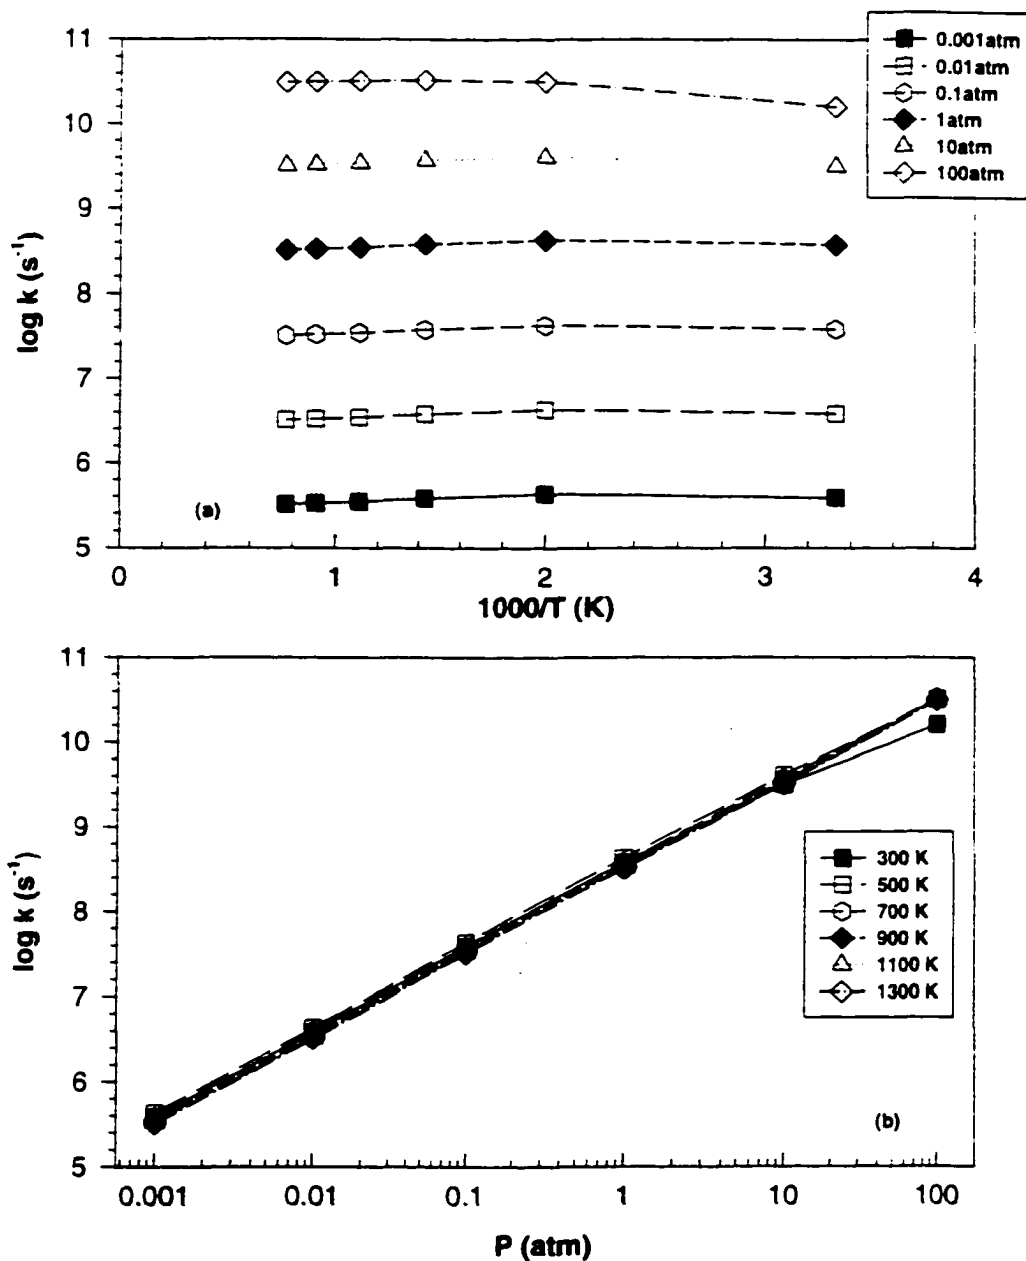 11
10
9
8
7
6
5
log k (s-1)
0.001atm
0.01atm
0.1atm
1atm
10atm
100atm
(a)
0 1 2 3 4
1000/T (K)
11
10
9
8
7
6
5
log k (s-1)
300 K
500 K
700 K
900 K
1100 K
1300 K
(b)
0.001 0.01 0.1 1 10 100
P (atm)